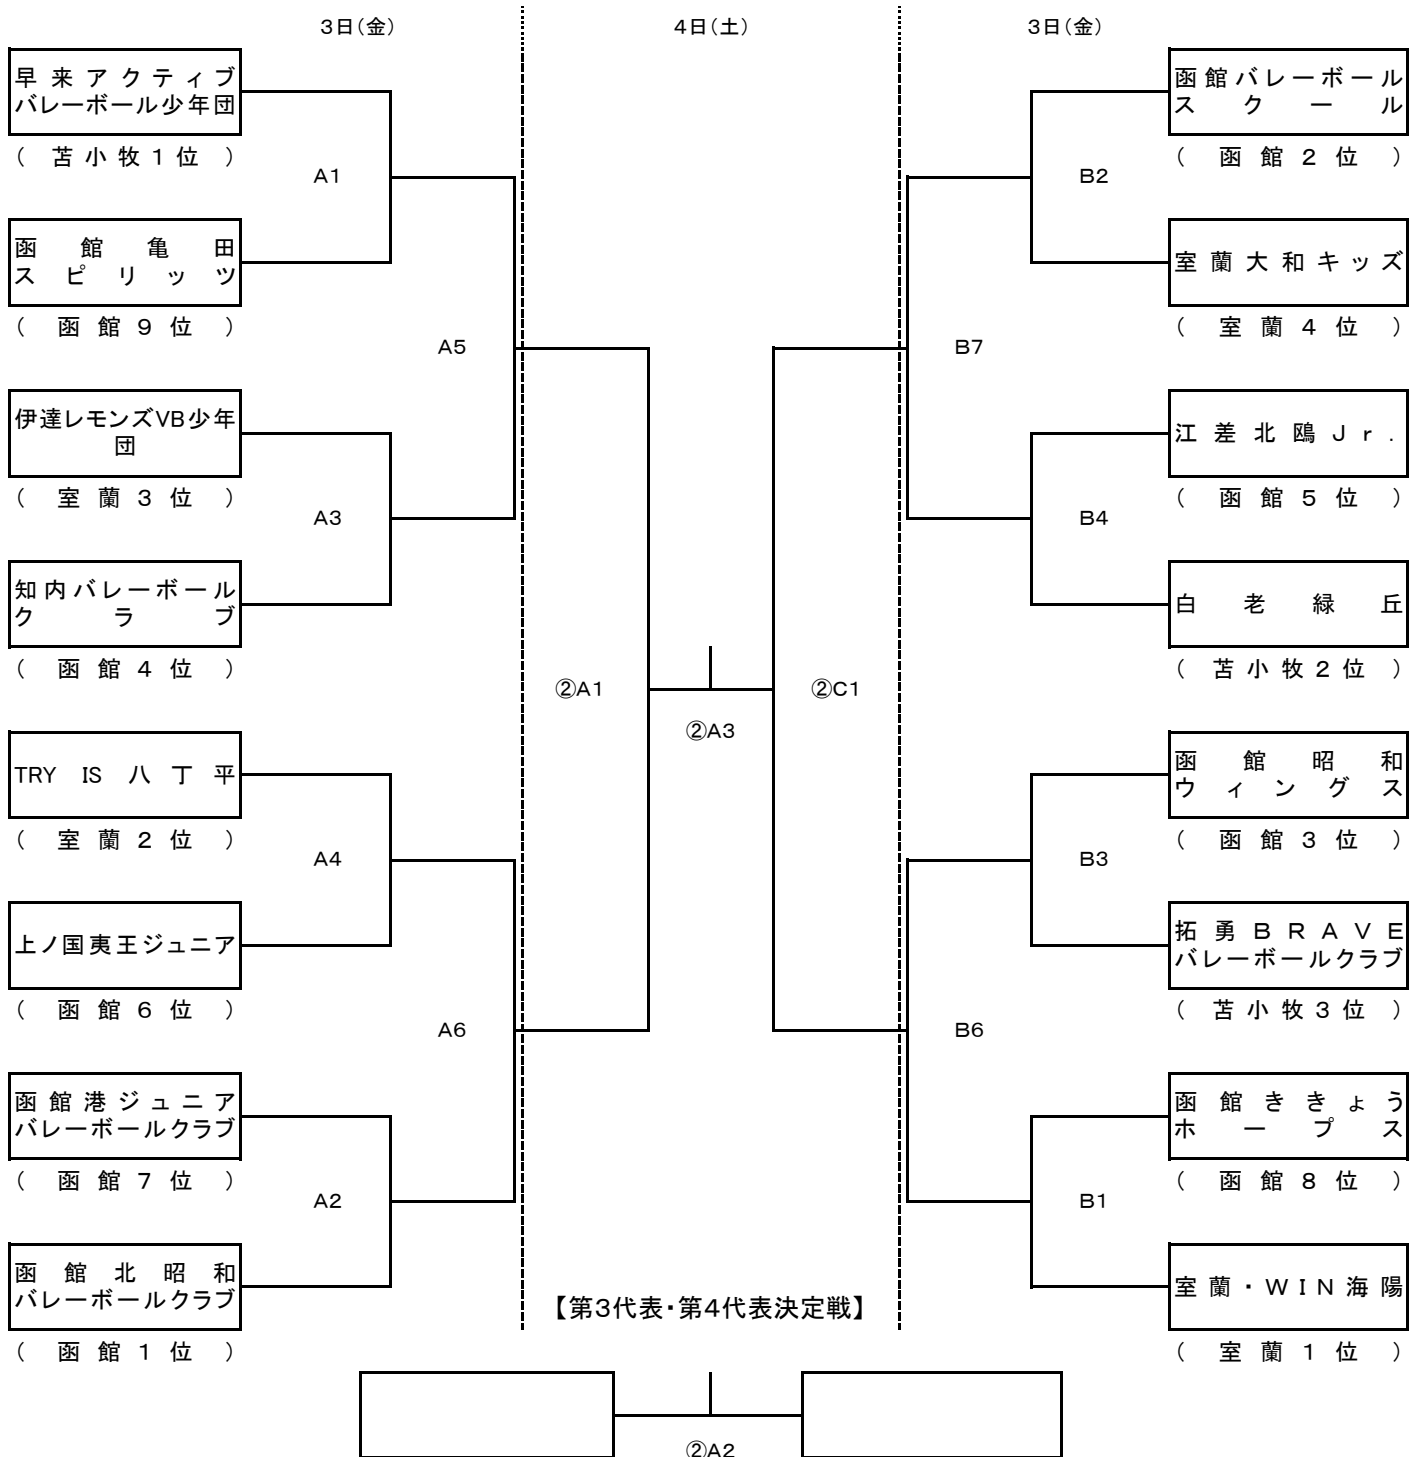 3日(金)
4日(土)
3日(金)
早来アクティブ
バレーボール少年団
(苫小牧1位)
A1
函館亀田
スピリッツ
(函館9位)
A5
伊達レモンズVB少年
団
(室蘭3位)
A3
知内バレーボール
クラブ
(函館4位)
②A1
TRY IS 八丁平
(室蘭2位)
A4
上ノ国夷王ジュニア
(函館6位)
A6
函館港ジュニア
バレーボールクラブ
(函館7位)
A2
函館北昭和
バレーボールクラブ
(函館1位)
②A3
函館バレーボール
スクール
(函館2位)
B2
室蘭大和キッズ
(室蘭4位)
B7
江差北鴎Jr.
(函館5位)
B4
白老緑丘
(苫小牧2位)
②C1
函館昭和
ウィングス
(函館3位)
B3
拓勇BRAVE
バレーボールクラブ
(苫小牧3位)
B6
函館ききょう
ホープス
(函館8位)
B1
室蘭・WIN海陽
(室蘭1位)
【第3代表・第4代表決定戦】
②A2